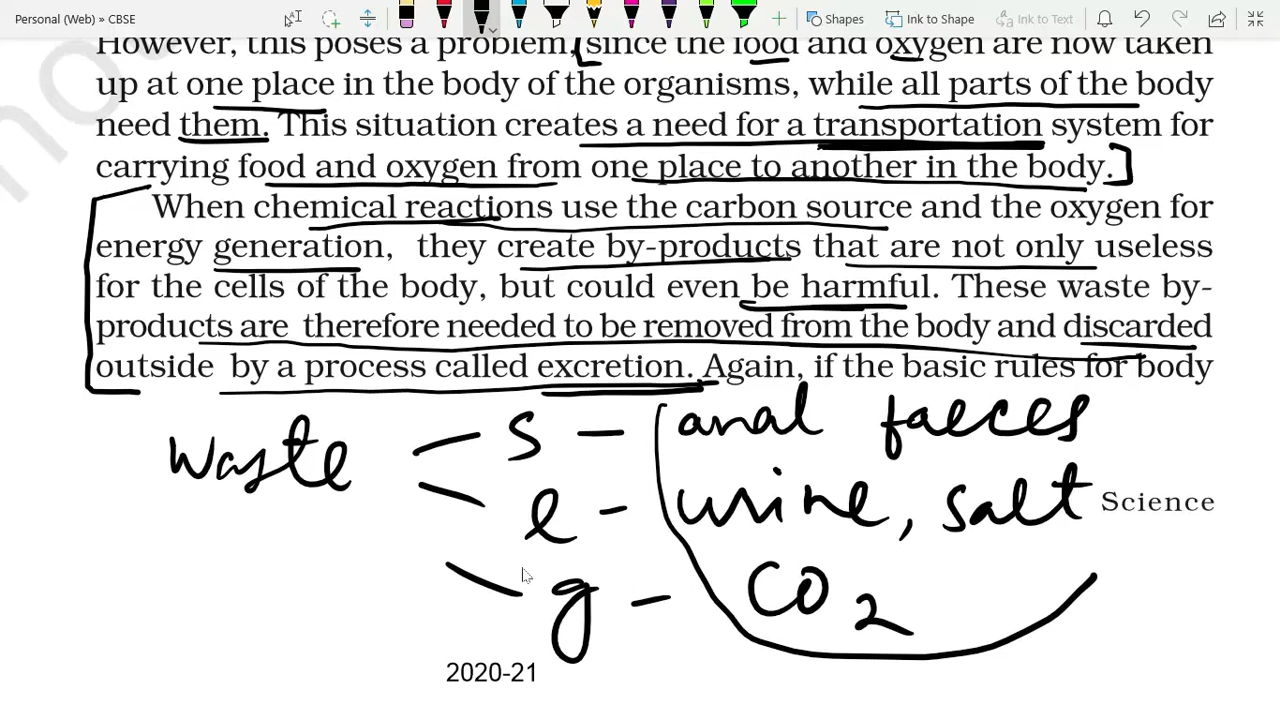 Personal (Web) » CBSE
Shapes Ink to Shape Ink to Text
However, this poses a problem, since the food and oxygen are now taken
up at one place in the body of the organisms, while all parts of the body
need them. This situation creates a need for a transportation system for
carrying food and oxygen from one place to another in the body.]
When chemical reactions use the carbon source and the oxygen for
energy generation, they create by-products that are not only useless
for the cells of the body, but could even be harmful. These waste by-
products are therefore needed to be removed from the body and discarded
outside by a process called excretion. Again, if the basic rules for body
waste s - anal faeces
l - urine, salt Science
g - CO2
2020-21